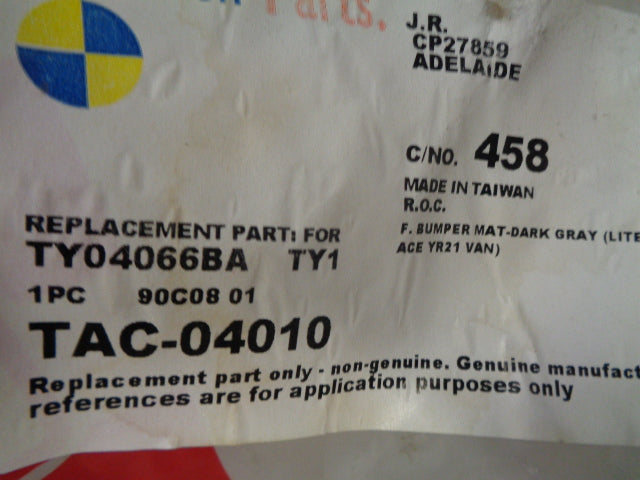 Parts.
J.R.
CP27859
ADELAIDE
C/NO. 458
MADE IN TAIWAN
R.O.C.
F. BUMPER MAT-DARK GRAY (LITE
ACE YR21 VAN)
REPLACEMENT PART: FOR
TY04066BA TY1
1PC 90C08 01
TAC-04010
Replacement part only - non-genuine. Genuine manufact
references are for application purposes only